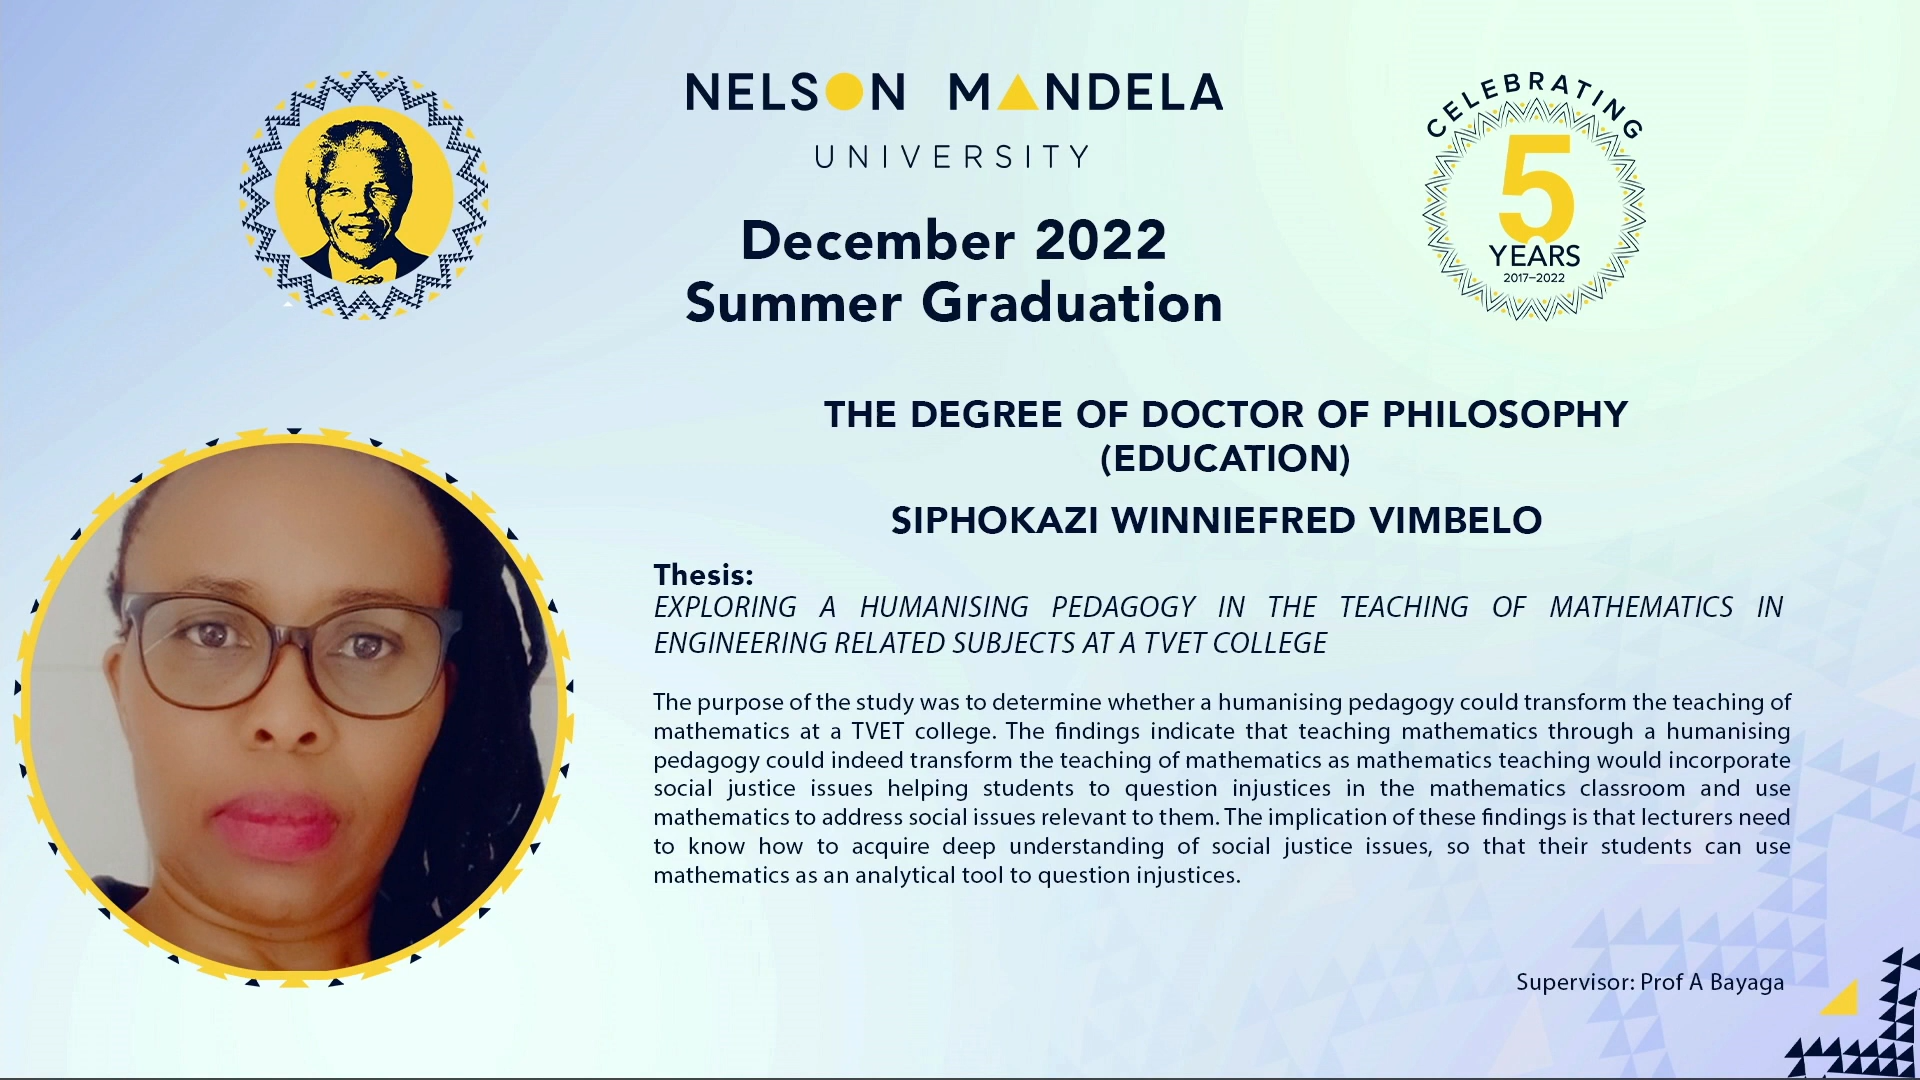 NELSON MANDELA
UNIVERSITY
CELEBRATING
5
YEARS
2017–2022
December 2022
Summer Graduation
THE DEGREE OF DOCTOR OF PHILOSOPHY
(EDUCATION)
SIPHOKAZI WINNIEFRED VIMBELO
Thesis:
EXPLORING A HUMANISING PEDAGOGY IN THE TEACHING OF MATHEMATICS IN
ENGINEERING RELATED SUBJECTS AT A TVET COLLEGE
The purpose of the study was to determine whether a humanising pedagogy could transform the teaching of
mathematics at a TVET college. The findings indicate that teaching mathematics through a humanising
pedagogy could indeed transform the teaching of mathematics as mathematics teaching would incorporate
social justice issues helping students to question injustices in the mathematics classroom and use
mathematics to address social issues relevant to them. The implication of these findings is that lecturers need
to know how to acquire deep understanding of social justice issues, so that their students can use
mathematics as an analytical tool to question injustices.
Supervisor: Prof A Bayaga